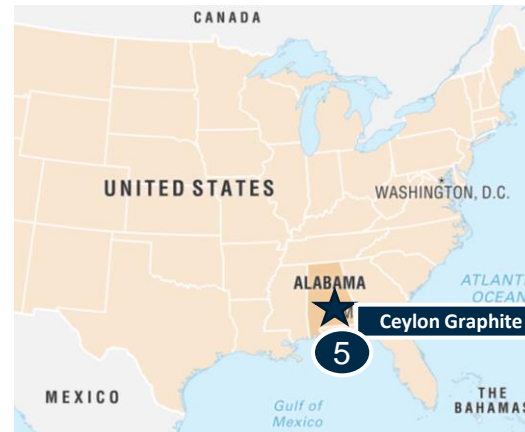 CANADA
UNITED STATES
WASHINGTON, D.C.
ALABAMA
ATLANT
OCEAN
Ceylon Graphite
5
MEXICO
Gulf of
Mexico
THE
BAHAMAS